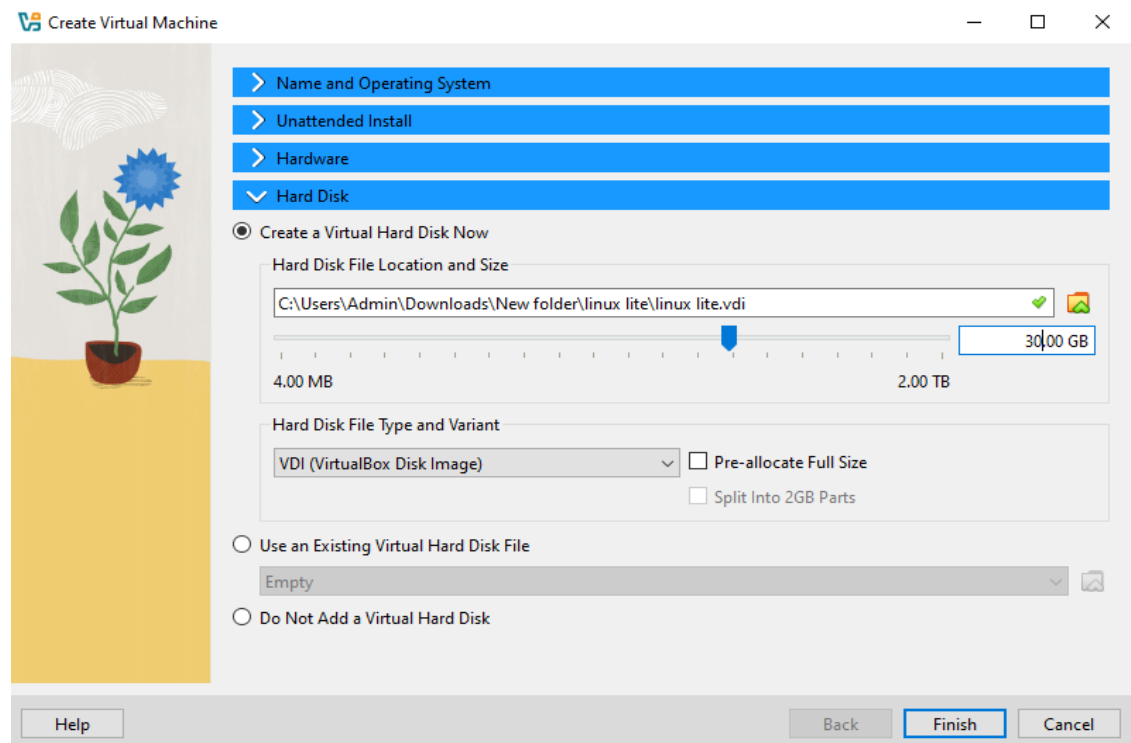 Create Virtual Machine
Name and Operating System
Unattended Install
Hardware
Hard Disk
Create a Virtual Hard Disk Now
Hard Disk File Location and Size
C:\Users\Admin\Downloads\New folder\linux lite\linux lite.vdi
30.00 GB
4.00 MB 2.00 TB
Hard Disk File Type and Variant
VDI (VirtualBox Disk Image) Pre-allocate Full Size
Split Into 2GB Parts
Use an Existing Virtual Hard Disk File
Empty
Do Not Add a Virtual Hard Disk
Help Back Finish Cancel